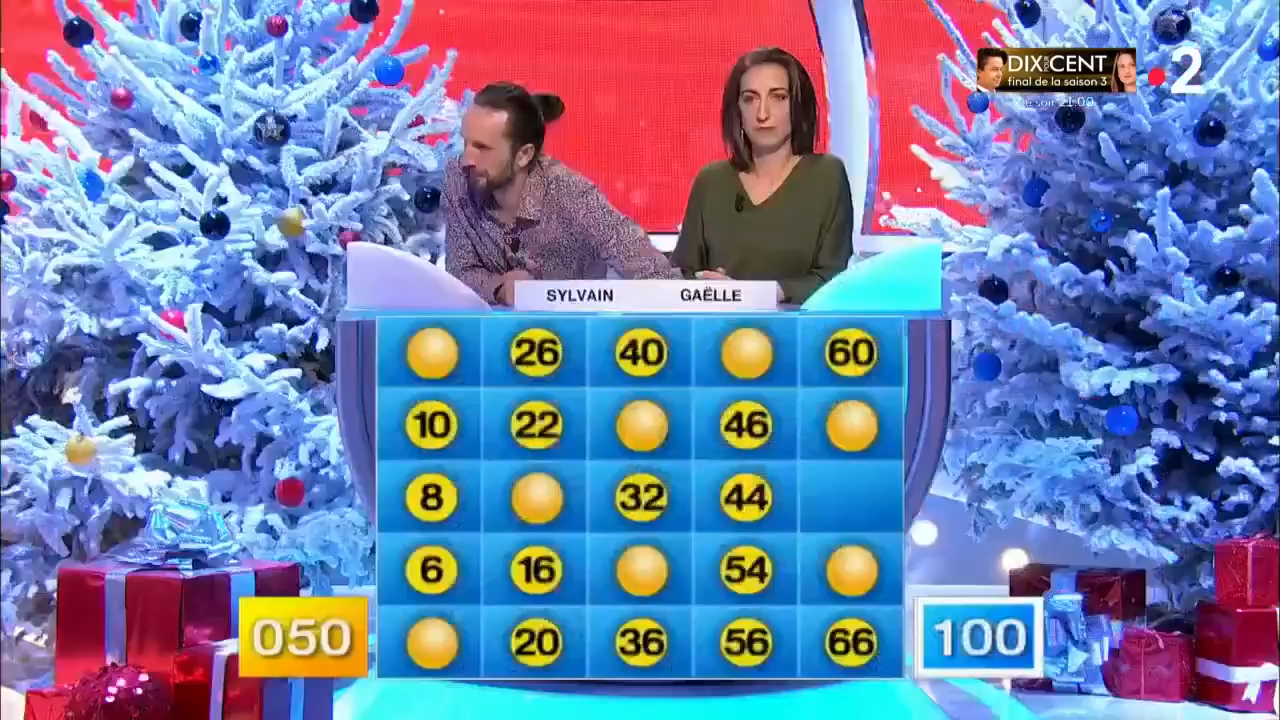 DIX POUR CENT
final de la saison 3
2
ce soir 21.00
SYLVAIN GAËLLE
26 40 60
10 22 46
8 32 44
6 16 54
050
100
20 36 56 66